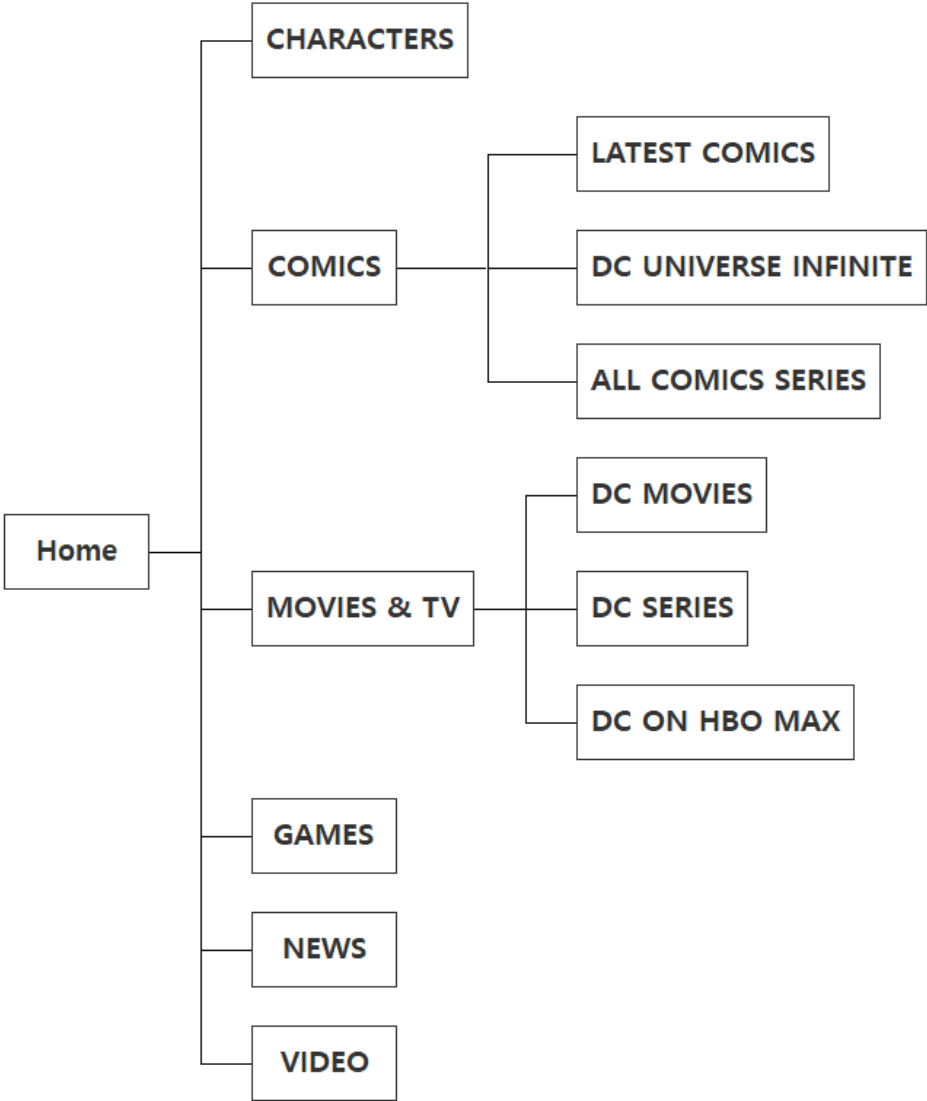 CHARACTERS
LATEST COMICS
COMICS
DC UNIVERSE INFINITE
ALL COMICS SERIES
DC MOVIES
Home
MOVIES & TV
DC SERIES
DC ON HBO MAX
GAMES
NEWS
VIDEO